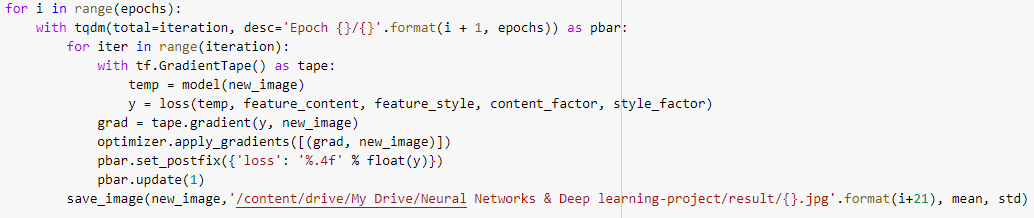 for i in range(epochs):
    with tqdm(total=iteration, desc='Epoch {}/{}'.format(i + 1, epochs)) as pbar:
        for iter in range(iteration):
            with tf.GradientTape() as tape:
                temp = model(new_image)
                y = loss(temp, feature_content, feature_style, content_factor, style_factor)
            grad = tape.gradient(y, new_image)
            optimizer.apply_gradients([(grad, new_image)])
            pbar.set_postfix({'loss': '%.4f' % float(y)})
            pbar.update(1)
        save_image(new_image,'/content/drive/My Drive/Neural Networks & Deep learning-project/result/{}.jpg'.format(i+21), mean, std)